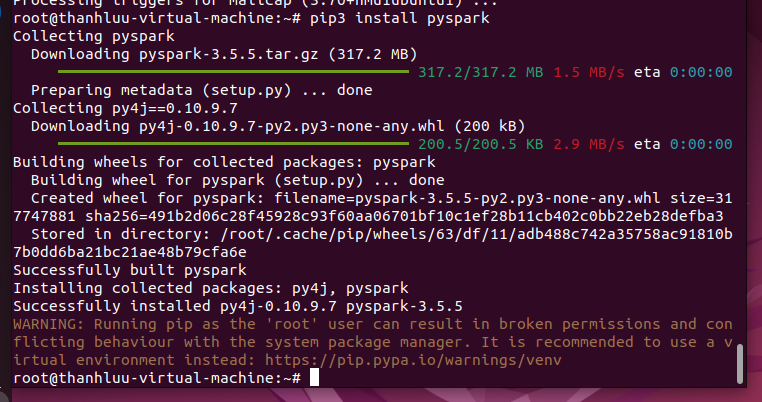 Processing triggers for mailcap (3.70+nmu1ubuntu1) ...
root@thanhluu-virtual-machine:~# pip3 install pyspark
Collecting pyspark
  Downloading pyspark-3.5.5.tar.gz (317.2 MB)
317.2/317.2 MB 1.5 MB/s eta 0:00:00
  Preparing metadata (setup.py) ... done
Collecting py4j==0.10.9.7
  Downloading py4j-0.10.9.7-py2.py3-none-any.whl (200 kB)
200.5/200.5 KB 2.9 MB/s eta 0:00:00
Building wheels for collected packages: pyspark
  Building wheel for pyspark (setup.py) ... done
  Created wheel for pyspark: filename=pyspark-3.5.5-py2.py3-none-any.whl size=31
7747881 sha256=491b2d06c28f45928c93f60aa06701bf10c1ef28b11cb402c0bb22eb28defba3
  Stored in directory: /root/.cache/pip/wheels/63/df/11/adb488c742a35758ac91810b
7b0dd6ba21bc21ae48b79cfa6e
Successfully built pyspark
Installing collected packages: py4j, pyspark
Successfully installed py4j-0.10.9.7 pyspark-3.5.5
WARNING: Running pip as the 'root' user can result in broken permissions and con
flicting behaviour with the system package manager. It is recommended to use a v
irtual environment instead: https://pip.pypa.io/warnings/venv
root@thanhluu-virtual-machine:~#